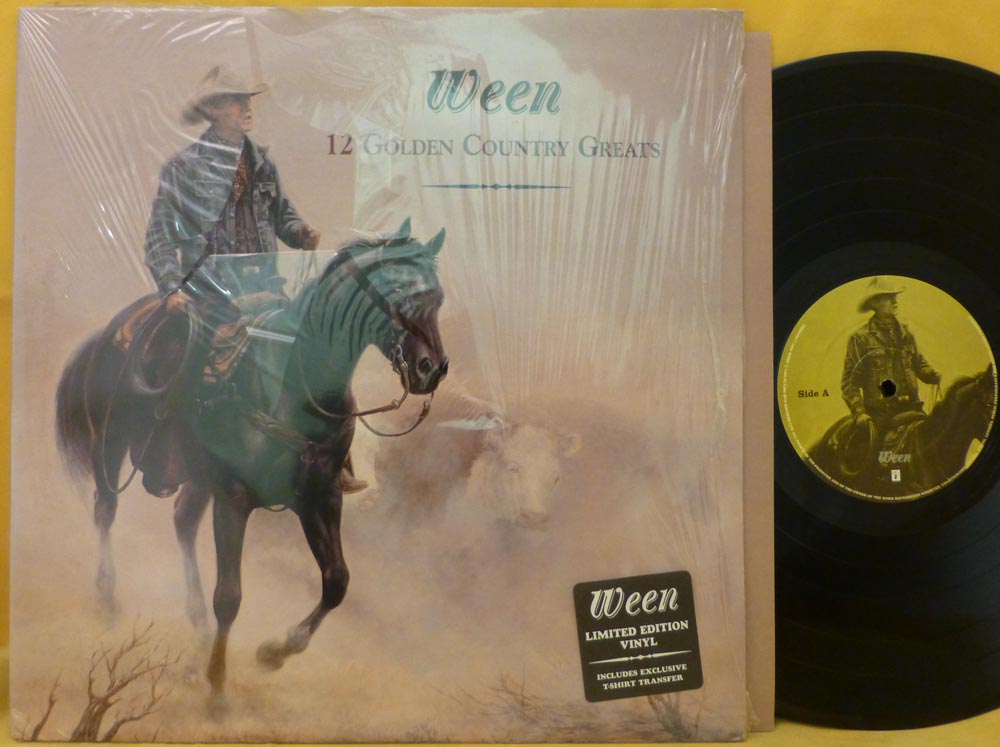 Ween
12 Golden Country Greats
Ween
LIMITED EDITION
VINYL
INCLUDES EXCLUSIVE
T-SHIRT TRANSFER
Side A
Ween